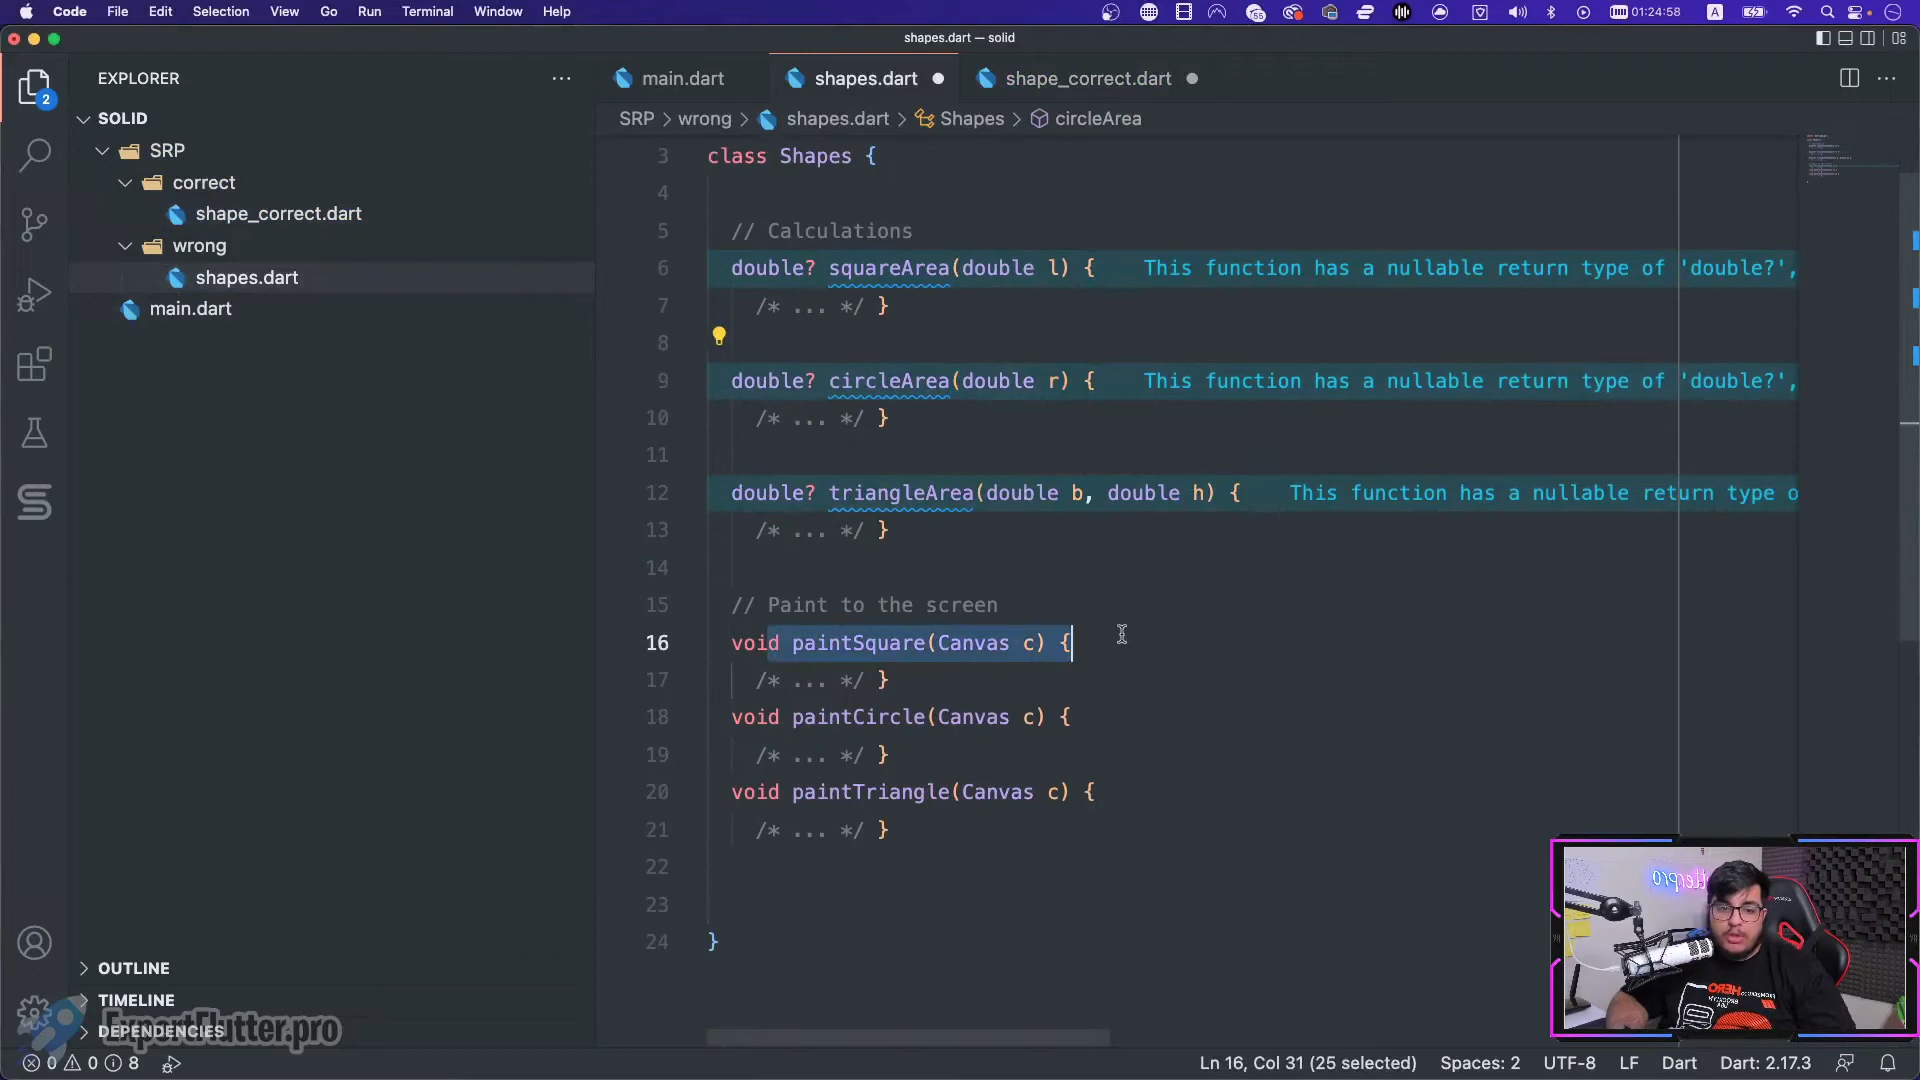 Code File Edit Selection View Go Run Terminal Window Help
55
01:24:58
A
shapes.dart — solid
EXPLORER
main.dart
shapes.dart
shape_correct.dart
2
SOLID
SRP
correct
shape_correct.dart
wrong
shapes.dart
main.dart
OUTLINE
TIMELINE
DEPENDENCIES
ExpertFlutter.pro
SRP > wrong > shapes.dart > Shapes > circleArea
3 class Shapes {
4
5 // Calculations
6 double? squareArea(double l) { This function has a nullable return type of 'double?',
7 /* ... */ }
8
9 double? circleArea(double r) { This function has a nullable return type of 'double?',
10 /* ... */ }
11
12 double? triangleArea(double b, double h) { This function has a nullable return type o
13 /* ... */ }
14
15 // Paint to the screen
16 void paintSquare(Canvas c) {
17 /* ... */ }
18 void paintCircle(Canvas c) {
19 /* ... */ }
20 void paintTriangle(Canvas c) {
21 /* ... */ }
22
23
24 }
HERO
0 0 8
Ln 16, Col 31 (25 selected) Spaces: 2 UTF-8 LF Dart Dart: 2.17.3